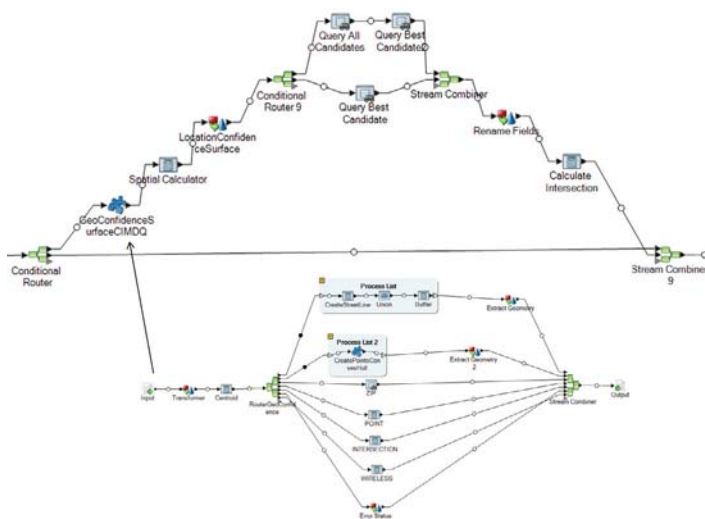 Query All
Candidates
Query Best
Candidate2
Conditional
Router 9
Query Best
Candidate
Stream Combiner
LocationConfiden
ceSurface
Rename Fields
Spatial Calculator
Calculate
Intersection
GeoConfidenceS
urfaceCIMDQ
Conditional
Router
Stream Combiner
9
Process List
CreateStreetLine
Union
Buffer
Extract Geometry
Process List 2
CreatePointsCon
vexHull
Extract Geometry
2
Input
Transformer
Centroid
RouterGeoConfid
ence
ZIP
Stream Combiner
Output
POINT
INTERSECTION
WIRELESS
Error Status